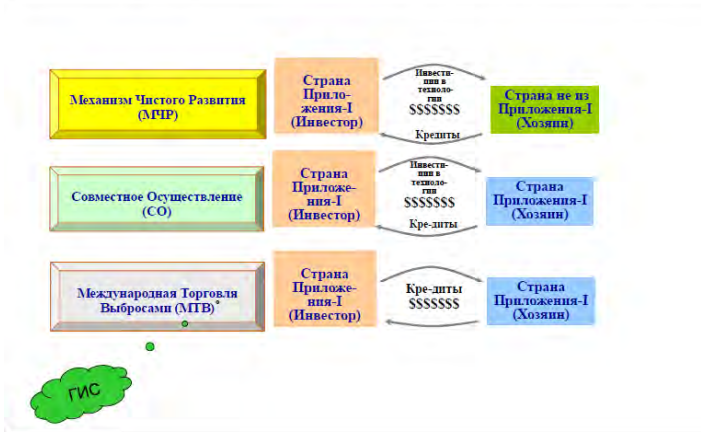 Механизм Чистого Развития
(МЧР)
Страна
Прило-
жения-I
(Инвестор)
Инвести-
ции в
техноло-
гии
$$$$$$$
Кредиты
Страна не из
Приложения-I
(Хозяин)
Совместное Осуществление
(СО)
Страна
Приложе-
ния-I
(Инвестор)
Инвести-
ции в
техноло-
гии
$$$$$$$
Кре-диты
Страна
Приложения-I
(Хозяин)
Международная Торговля
Выбросами (МТВ)
Страна
Приложе-
ния-I
(Инвестор)
Кре-диты
$$$$$$$
Страна
Приложения-I
(Хозяин)
ГИС